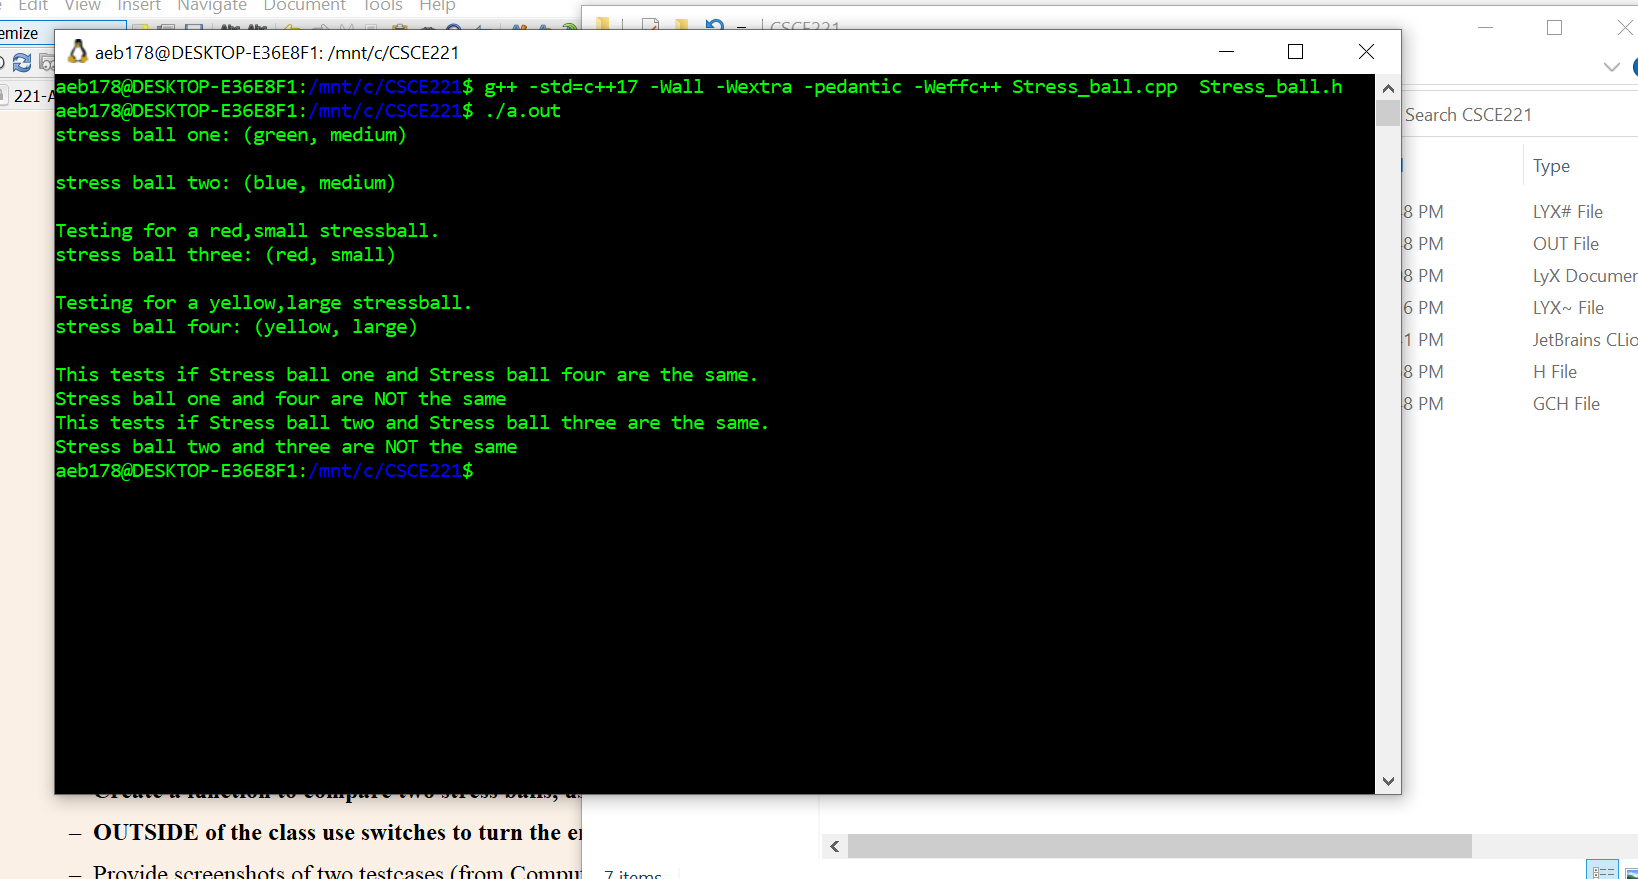 Edit View Insert Navigate Document Tools Help
CSCE221
emize
aeb178@DESKTOP-E36E8F1: /mnt/c/CSCE221
221-A
aeb178@DESKTOP-E36E8F1:/mnt/c/CSCE221$ g++ -std=c++17 -Wall -Wextra -pedantic -Weffc++ Stress_ball.cpp  Stress_ball.h
aeb178@DESKTOP-E36E8F1:/mnt/c/CSCE221$ ./a.out
stress ball one: (green, medium)
stress ball two: (blue, medium)
Testing for a red,small stressball.
stress ball three: (red, small)
Testing for a yellow,large stressball.
stress ball four: (yellow, large)
This tests if Stress ball one and Stress ball four are the same.
Stress ball one and four are NOT the same
This tests if Stress ball two and Stress ball three are the same.
Stress ball two and three are NOT the same
aeb178@DESKTOP-E36E8F1:/mnt/c/CSCE221$
Search CSCE221
Type
8 PM LYX# File
8 PM OUT File
8 PM LyX Documen
6 PM LYX~ File
1 PM JetBrains CLio
8 PM H File
8 PM GCH File
Create a function to compare two stress balls,
– OUTSIDE of the class use switches to turn the
– Provide screenshots of two testcases (from Compu
7 items